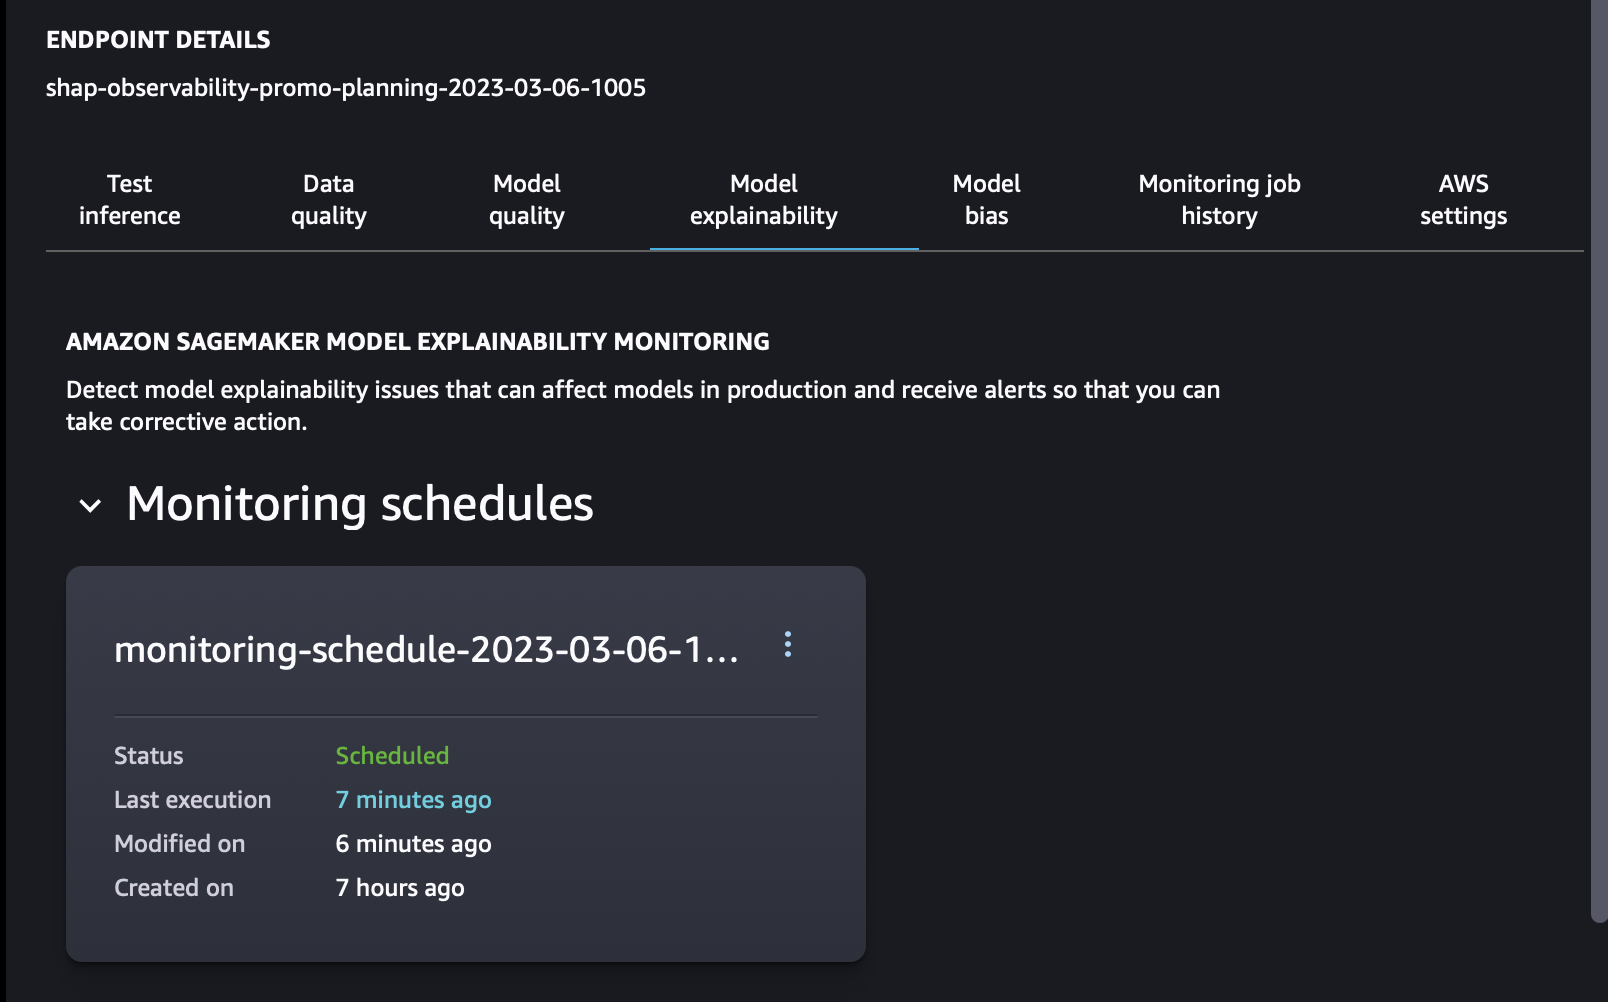 ENDPOINT DETAILS
shap-observability-promo-planning-2023-03-06-1005
Test inference
Data quality
Model quality
Model explainability
Model bias
Monitoring job history
AWS settings
AMAZON SAGEMAKER MODEL EXPLAINABILITY MONITORING
Detect model explainability issues that can affect models in production and receive alerts so that you can
take corrective action.
Monitoring schedules
monitoring-schedule-2023-03-06-1...
Status Scheduled
Last execution 7 minutes ago
Modified on 6 minutes ago
Created on 7 hours ago